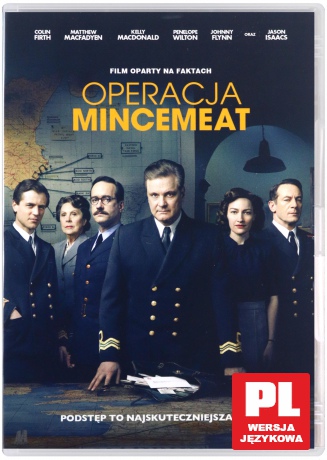 COLIN FIRTH
MATTHEW MACFADYEN
KELLY MACDONALD
PENELOPE WILTON
JOHNNY FLYNN
ORAZ
JASON ISAACS
FILM OPARTY NA FAKTACH
OPERACJA
MINCEMEAT
PODSTĘP TO NAJSKUTECZNIEJSZA
PL
WERSJA
JĘZYKOWA